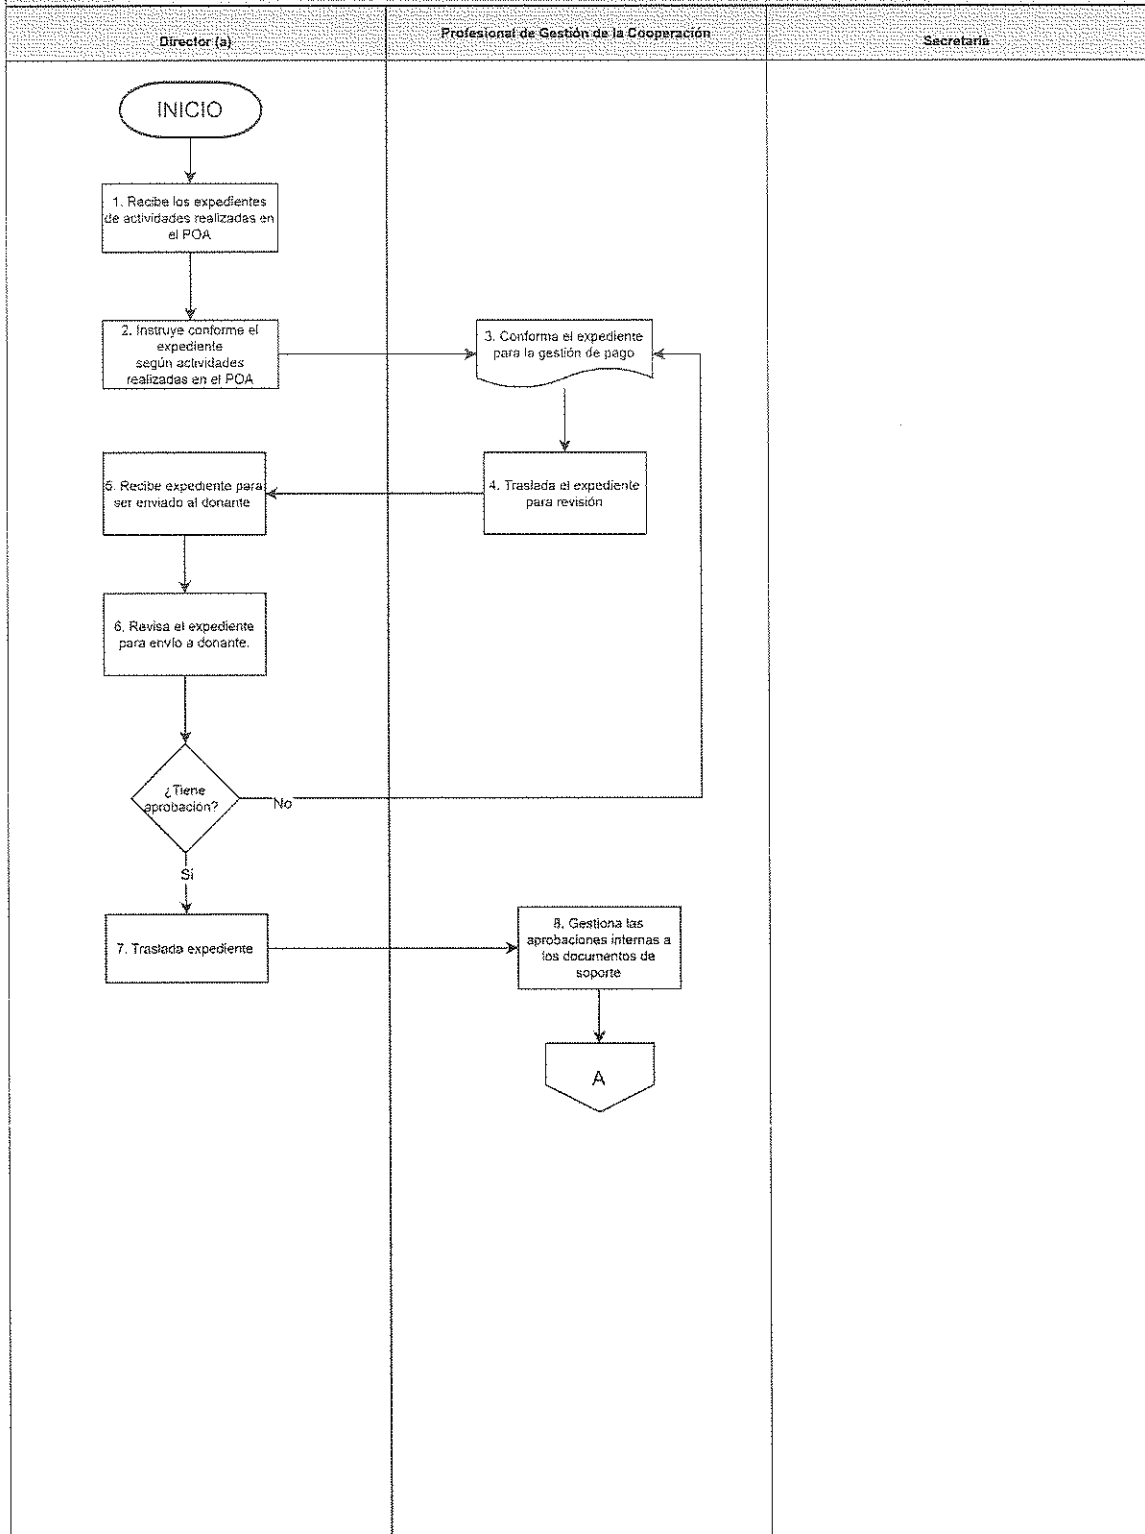 Director (a)
Profesional de Gestión de la Cooperación
Secretaria
INICIO
1. Recibe los expedientes
de actividades realizadas en
el POA
2. Instruye conforme el
expediente
según actividades
realizadas en el POA
3. Conforma el expediente
para la gestión de pago
4. Traslada el expediente
para revisión
5. Recibe expediente para
ser enviado al donante
6. Revisa el expediente
para envío a donante.
¿Tiene
aprobación?
No
Sí
7. Traslada expediente
8. Gestiona las
aprobaciones internas a
los documentos de
soporte
A